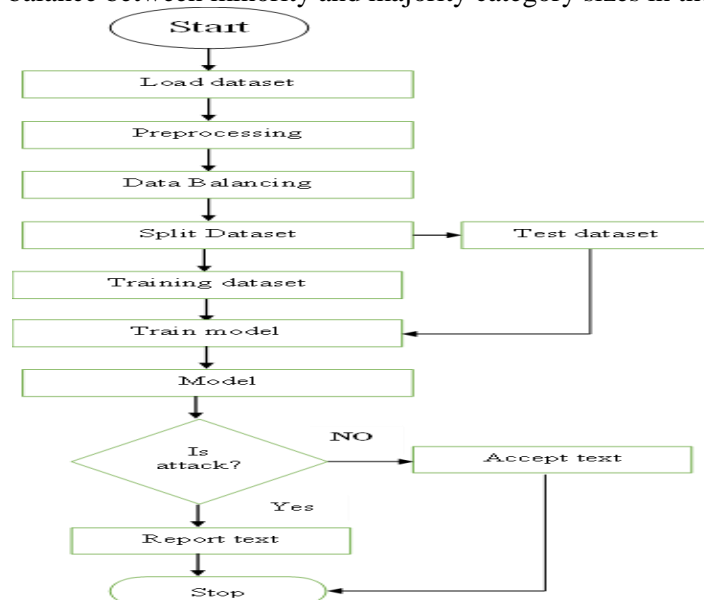 balance between minority and majority category sizes in the
Start
Load dataset
Preprocessing
Data Balancing
Split Dataset
Test dataset
Training dataset
Train model
Model
Is
attack?
NO
Accept text
Yes
Report text
Stop